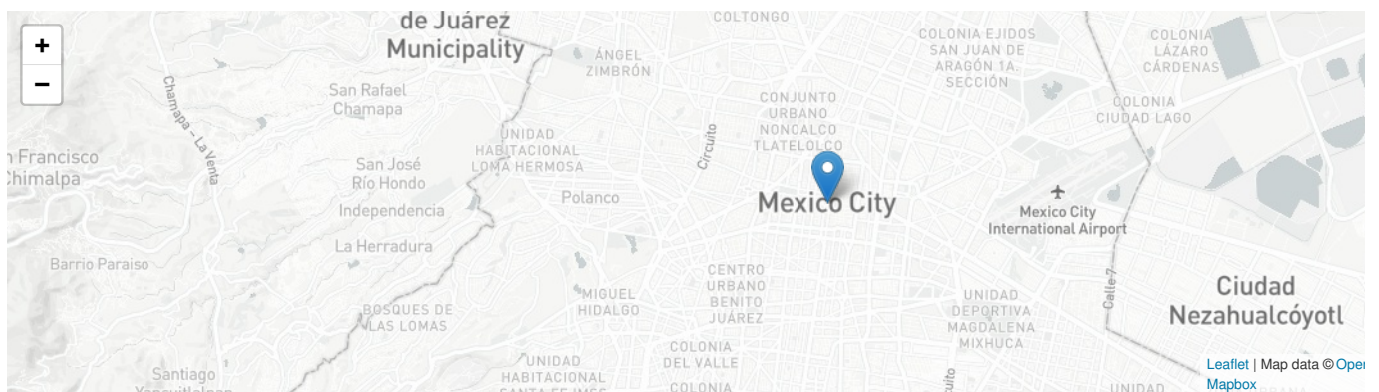 +
−
de Juárez
Municipality
COLTONGO
ÁNGEL
ZIMBRÓN
COLONIA EJIDOS
SAN JUAN DE
ARAGÓN 1A.
SECCIÓN
COLONIA
LÁZARO
CÁRDENAS
Chamapa - La Venta
San Rafael
Chamapa
CONJUNTO
URBANO
NONOALCO
TLATELOLCO
COLONIA
CIUDAD LAGO
UNIDAD
HABITACIONAL
LOMA HERMOSA
Circuito
Francisco
Chimalpa
San José
Río Hondo
Polanco
Mexico City
Mexico City
International Airport
Independencia
La Herradura
Barrio Paraiso
CENTRO
URBANO
BENITO
JUÁREZ
Calle 7
Ciudad
Nezahualcóyotl
MIGUEL
HIDALGO
UNIDAD
DEPORTIVA
MAGDALENA
MIXHUCA
BOSQUES DE
LAS LOMAS
COLONIA
DEL VALLE
Santiago
UNIDAD
HABITACIONAL
COLONIA
UNIDAD
Leaflet | Map data © Open
Mapbox